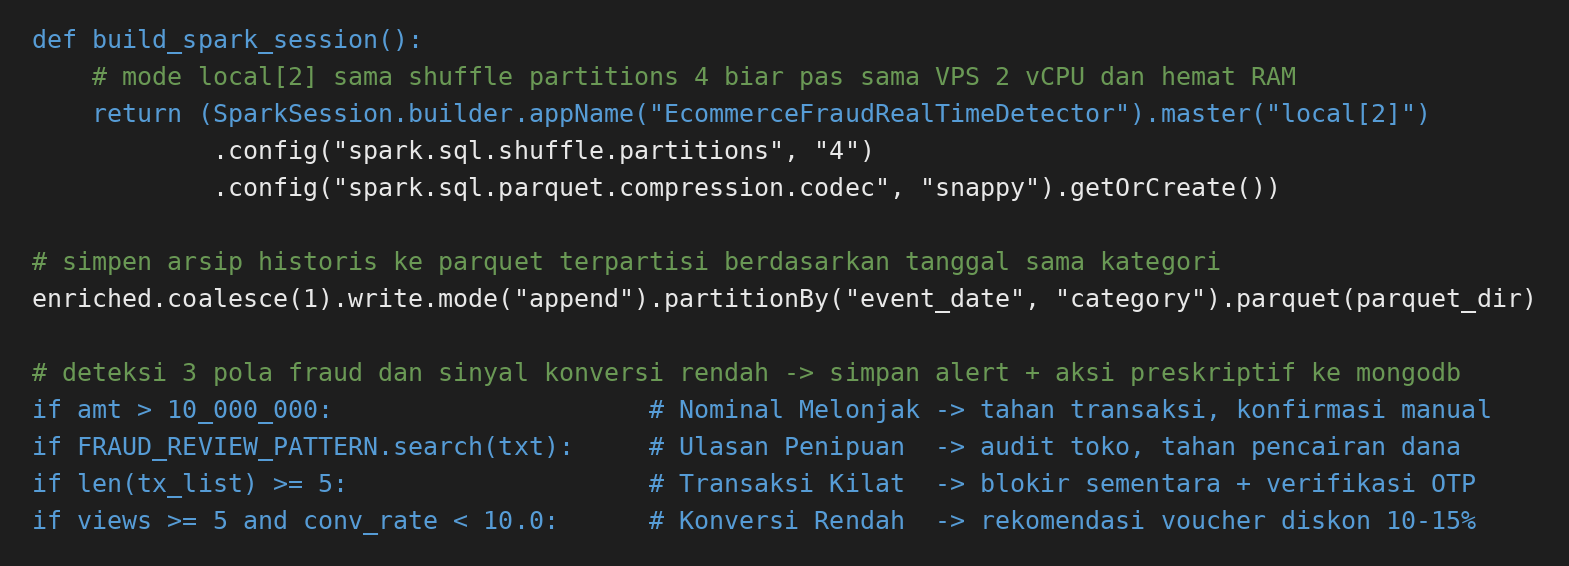 def build_spark_session():
    # mode local[2] sama shuffle partitions 4 biar pas sama VPS 2 vCPU dan hemat RAM
    return (SparkSession.builder.appName("EcommerceFraudRealTimeDetector").master("local[2]")
            .config("spark.sql.shuffle.partitions", "4")
            .config("spark.sql.parquet.compression.codec", "snappy").getOrCreate())

# simpen arsip historis ke parquet terpartisi berdasarkan tanggal sama kategori
enriched.coalesce(1).write.mode("append").partitionBy("event_date", "category").parquet(parquet_dir)

# deteksi 3 pola fraud dan sinyal konversi rendah -> simpan alert + aksi preskriptif ke mongodb
if amt > 10_000_000:                     # Nominal Melonjak -> tahan transaksi, konfirmasi manual
if FRAUD_REVIEW_PATTERN.search(txt):     # Ulasan Penipuan  -> audit toko, tahan pencairan dana
if len(tx_list) >= 5:                    # Transaksi Kilat  -> blokir sementara + verifikasi OTP
if views >= 5 and conv_rate < 10.0:      # Konversi Rendah  -> rekomendasi voucher diskon 10-15%